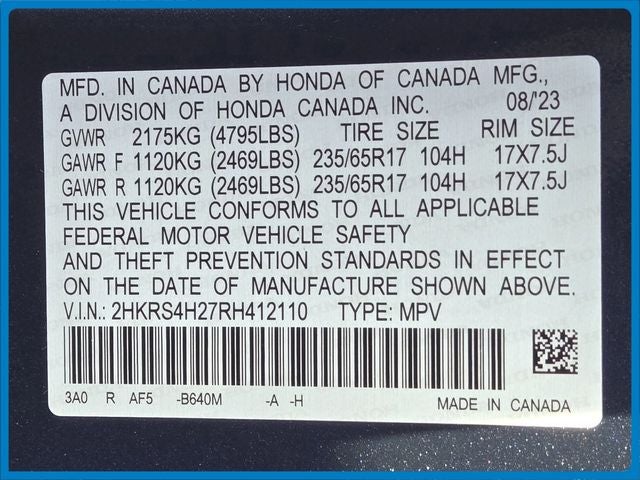 MFD. IN CANADA BY HONDA OF CANADA MFG.,
A DIVISION OF HONDA CANADA INC. 08/'23
GVWR 2175KG (4795LBS) TIRE SIZE RIM SIZE
GAWR F 1120KG (2469LBS) 235/65R17 104H 17X7.5J
GAWR R 1120KG (2469LBS) 235/65R17 104H 17X7.5J
THIS VEHICLE CONFORMS TO ALL APPLICABLE
FEDERAL MOTOR VEHICLE SAFETY
AND THEFT PREVENTION STANDARDS IN EFFECT
ON THE DATE OF MANUFACTURE SHOWN ABOVE.
V.I.N.: 2HKRS4H27RH412110 TYPE: MPV
3A0 R AF5 -B640M -A -H MADE IN CANADA